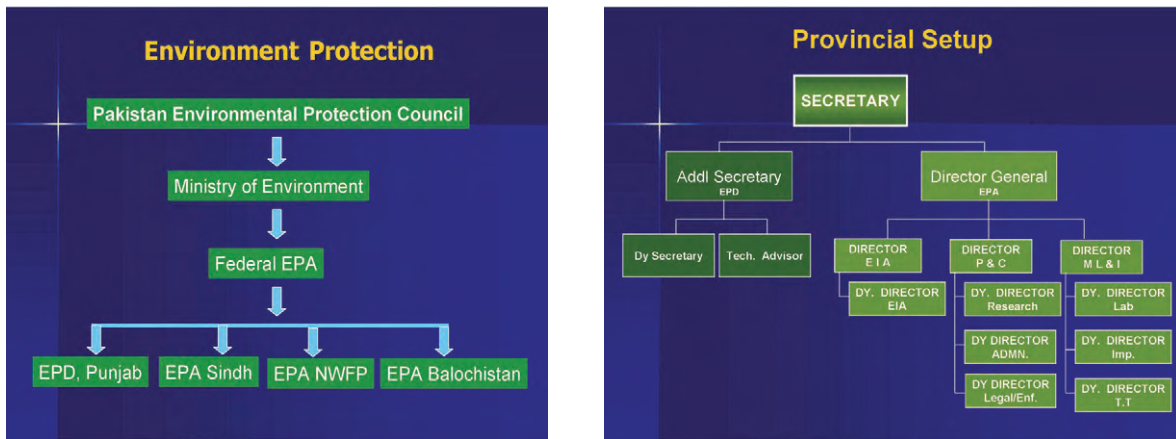 Environment Protection
Pakistan Environmental Protection Council
Ministry of Environment
Federal EPA
EPD, Punjab
EPA Sindh
EPA NWFP
EPA Balochistan
Provincial Setup
SECRETARY
Addl Secretary
EPD
Director General
EPA
Dy Secretary
Tech. Advisor
DIRECTOR
E I A
DIRECTOR
P & C
DIRECTOR
M L & I
DY. DIRECTOR
EIA
DY. DIRECTOR
Research
DY. DIRECTOR
Lab
DY DIRECTOR
ADMN.
DY. DIRECTOR
Imp.
DY DIRECTOR
Legal/Enf.
DY. DIRECTOR
T.T